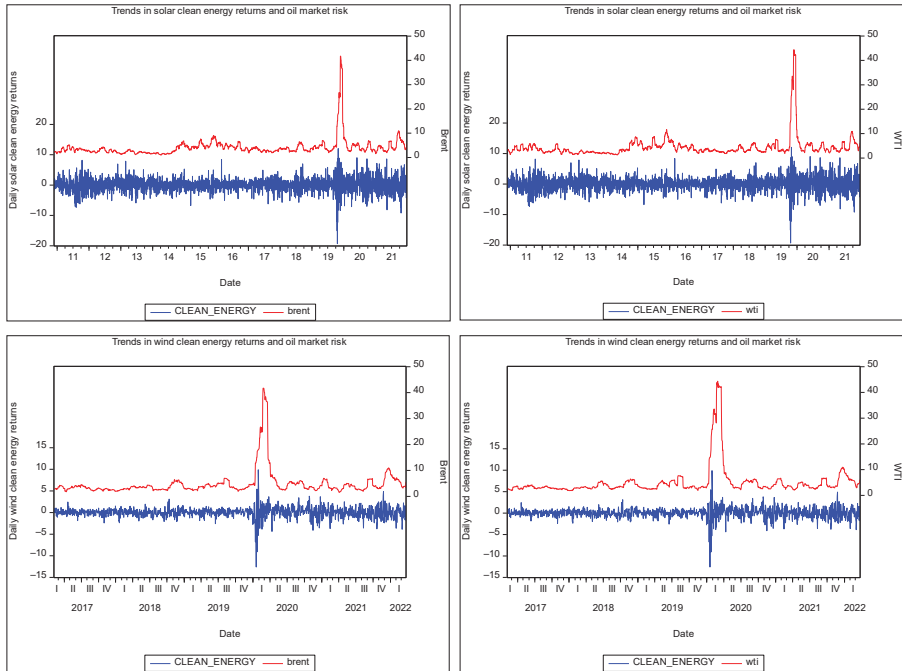 Trends in solar clean energy returns and oil market risk
50
40
30
20
10
0
20
10
0
–10
–20
Daily solar clean energy returns
Brent
11 12 13 14 14 15 16 17 18 19 20 21
Date
CLEAN_ENERGY brent
Trends in solar clean energy returns and oil market risk
50
40
30
20
10
0
20
10
0
–10
–20
Daily solar clean energy returns
WTI
11 12 13 14 14 15 16 17 18 19 20 21
Date
CLEAN_ENERGY wti
Trends in wind clean energy returns and oil market risk
50
40
30
20
10
0
15
10
5
0
–5
–10
–15
Daily wind clean energy returns
Brent
I II III IV I II III IV I II III IV I II III IV I II III IV I
2017 2018 2019 2020 2021 2022
Date
CLEAN_ENERGY brent
Trends in wind clean energy returns and oil market risk
50
40
30
20
10
0
15
10
5
0
–5
–10
–15
Daily wind clean energy returns
WTI
I II III IV I II III IV I II III IV I II III IV I II III IV I
2017 2018 2019 2020 2021 2022
Date
CLEAN_ENERGY wti